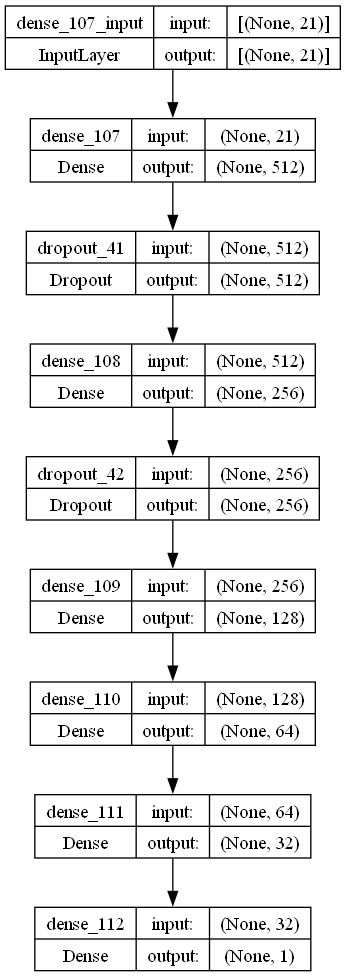 dense_107_input input: [(None, 21)]
InputLayer output: [(None, 21)]
dense_107 input: (None, 21)
Dense output: (None, 512)
dropout_41 input: (None, 512)
Dropout output: (None, 512)
dense_108 input: (None, 512)
Dense output: (None, 256)
dropout_42 input: (None, 256)
Dropout output: (None, 256)
dense_109 input: (None, 256)
Dense output: (None, 128)
dense_110 input: (None, 128)
Dense output: (None, 64)
dense_111 input: (None, 64)
Dense output: (None, 32)
dense_112 input: (None, 32)
Dense output: (None, 1)